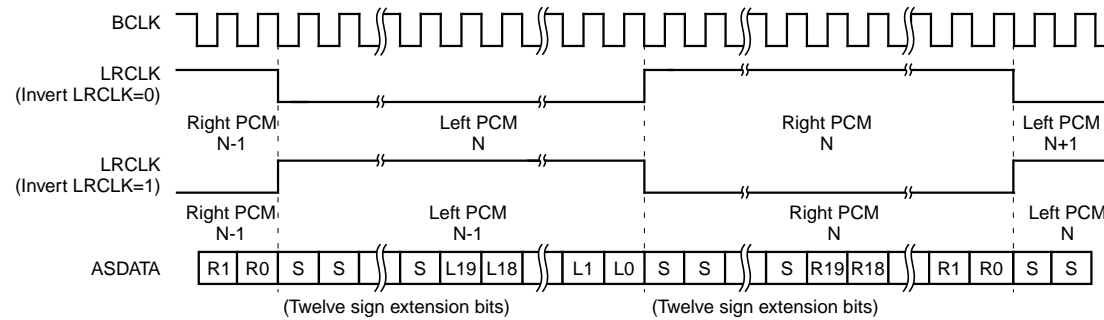 BCLK
LRCLK
(Invert LRCLK=0)
Right PCM
N-1
Left PCM
N
Right PCM
N
Left PCM
N+1
LRCLK
(Invert LRCLK=1)
Right PCM
N-1
Left PCM
N-1
Right PCM
N
Left PCM
N
ASDATA
R1 R0 S S S L19 L18 L1 L0 S S S R19 R18 R1 R0 S S
(Twelve sign extension bits)
(Twelve sign extension bits)